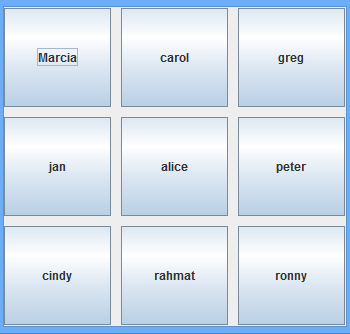 Marcia carol greg
jan alice peter
cindy rahmat ronny